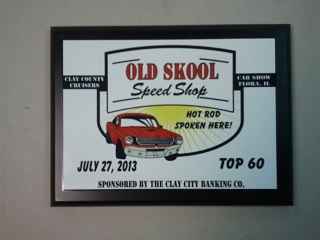 OLD SKOOL
Speed Shop
CLAY COUNTY
CRUISERS
CAR SHOW
FLORA, IL
HOT ROD
SPOKEN HERE!
JULY 27, 2013
TOP 60
SPONSORED BY THE CLAY CITY BANKING CO.